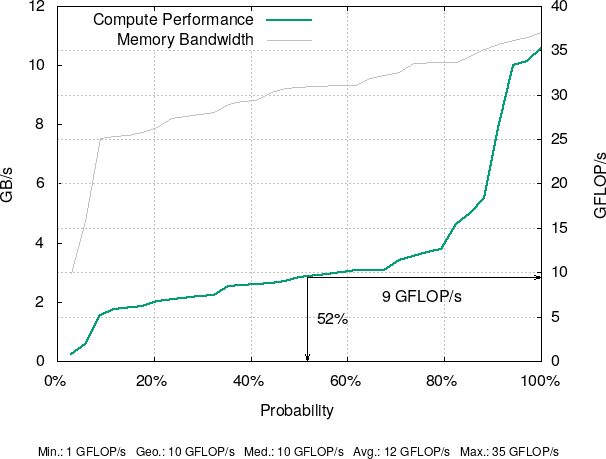 Compute Performance
Memory Bandwidth
12
10
8
6
4
2
0
GB/s
40
35
30
25
20
15
10
5
0
GFLOP/s
9 GFLOP/s
52%
0% 20% 40% 60% 80% 100%
Probability
Min.: 1 GFLOP/s Geo.: 10 GFLOP/s Med.: 10 GFLOP/s Avg.: 12 GFLOP/s Max.: 35 GFLOP/s